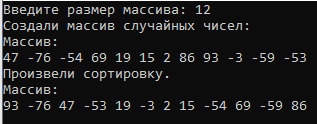 Введите размер массива: 12
Создали массив случайных чисел:
Массив:
47 -76 -54 69 19 15 2 86 93 -3 -59 -53
Произвели сортировку.
Массив:
93 -76 47 -53 19 -3 2 15 -54 69 -59 86